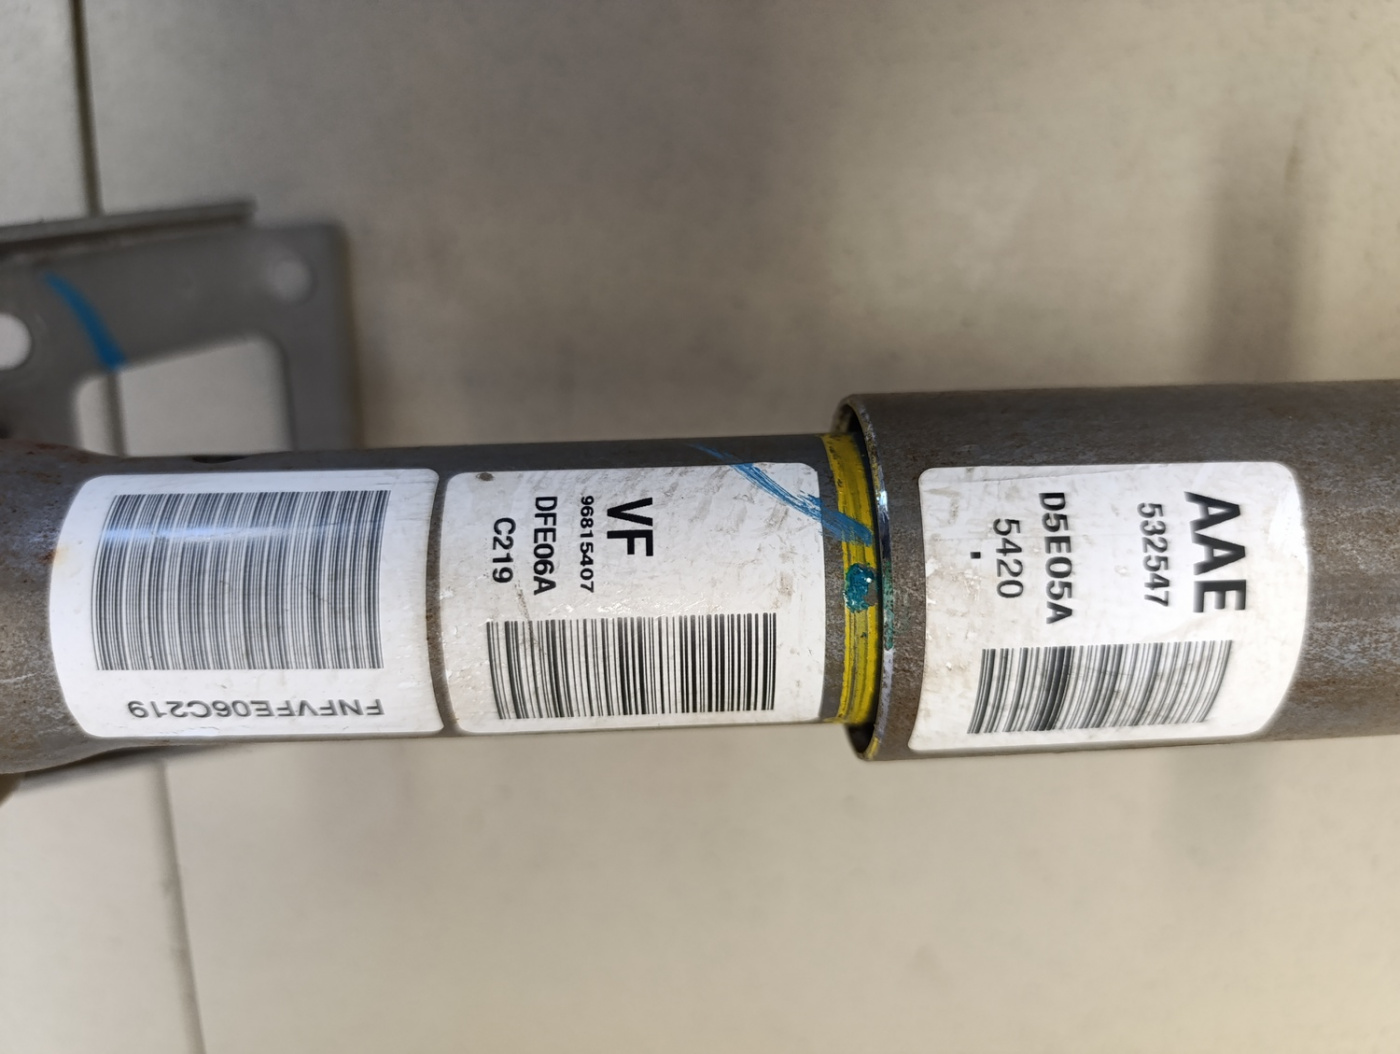 FNFVFE06C219
VF
96815407
DFE06A
C219
AAE
532547
D5E05A
5420